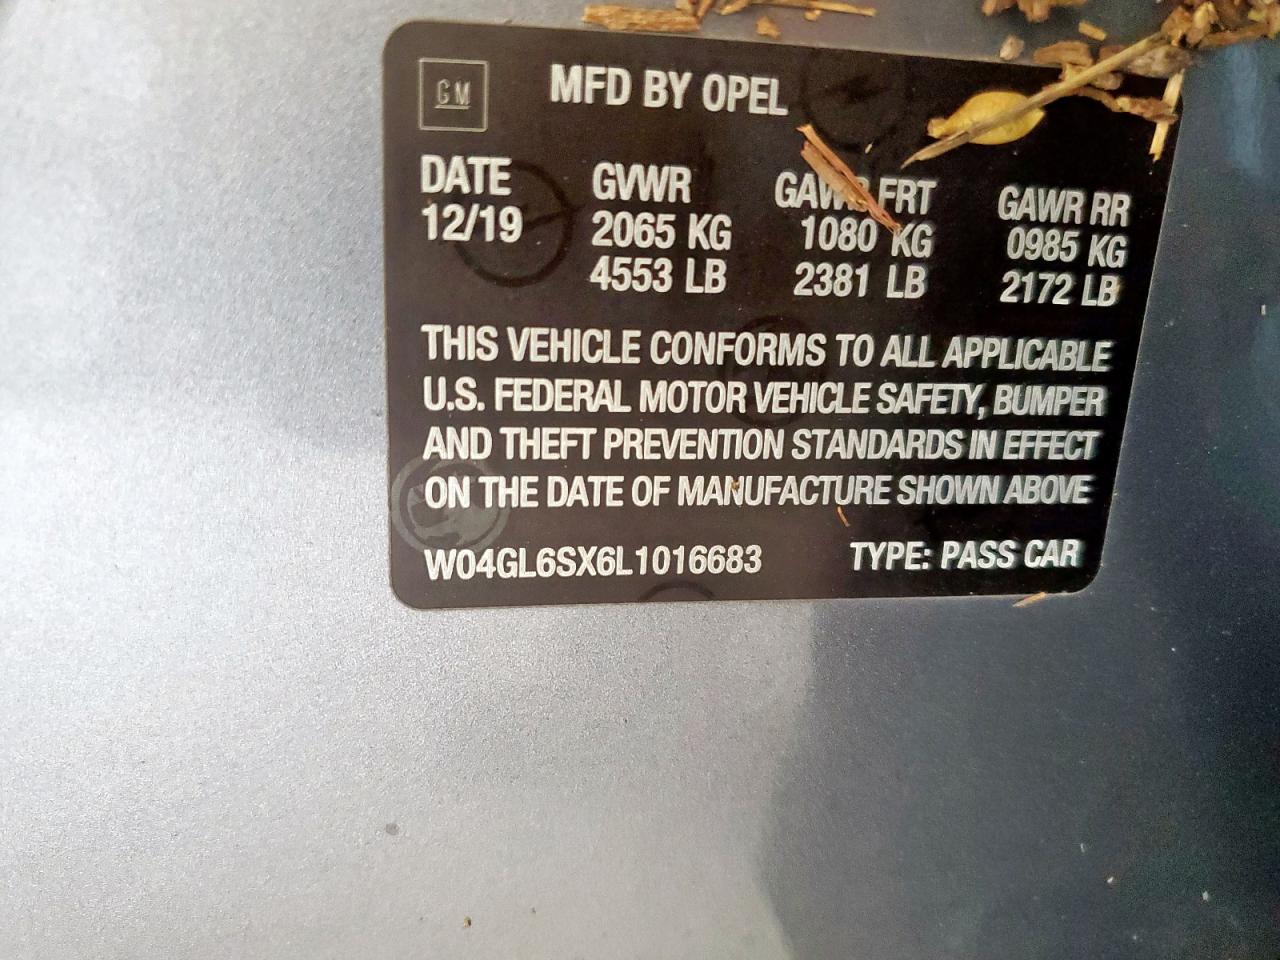 GM
MFD BY OPEL
DATE GVWR GAWR FRT GAWR RR
12/19 2065 KG 1080 KG 0985 KG
4553 LB 2381 LB 2172 LB
THIS VEHICLE CONFORMS TO ALL APPLICABLE
U.S. FEDERAL MOTOR VEHICLE SAFETY, BUMPER
AND THEFT PREVENTION STANDARDS IN EFFECT
ON THE DATE OF MANUFACTURE SHOWN ABOVE
W04GL6SX6L1016683 TYPE: PASS CAR